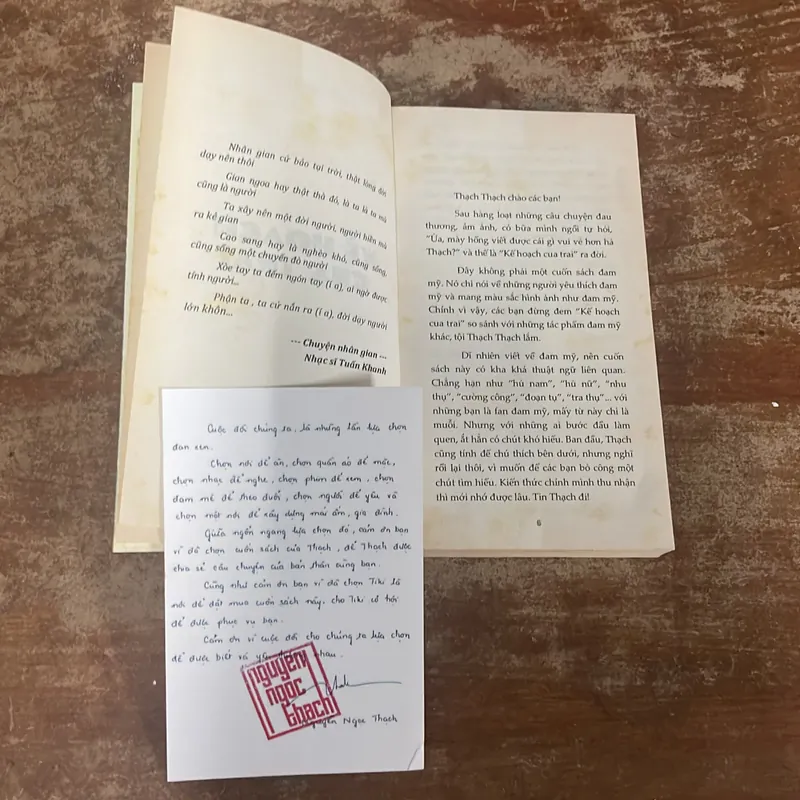 Nhân gian cứ bảo tại trời, thật lòng đức
dạy nên thôi
Gian ngoa hay thật thà đó, là ta là ta mà
cũng là người
Ta xây nên một đời người, người hiền mà
ra kẻ gian
Cao sang hay là nghèo khó, cũng sống,
cũng sống một chuyến đò người
Xòe tay ta đếm ngón tay (í a), ai ngờ được
tính người...
Phận ta , ta cứ nắn ra (í a), đời dạy người
lớn khôn...
--- Chuyện nhân gian ---
Nhạc sĩ Tuấn Khanh
Thạch Thạch chào các bạn!
Sau hàng loạt những câu chuyện đau
thương, ám ảnh, có bữa mình ngồi tự hỏi,
“Ủa, mày hổng viết được cái gì vui vẻ hơn hả
Thạch?” và thế là “Kế hoạch cua trai” ra đời.
Đây không phải một cuốn sách đam
mỹ. Nó chỉ nói về những người yêu thích đam
mỹ và mang màu sắc hình ảnh như đam mỹ.
Chính vì vậy, các bạn đừng đem “Kế hoạch
cua trai” so sánh với những tác phẩm đam mỹ
khác, tội Thạch Thạch lắm.
Dĩ nhiên viết về đam mỹ, nên cuốn
sách này có kha khá thuật ngữ liên quan.
Chẳng hạn như “hủ nam”, “hủ nữ”, “nhu
thụ”, “cường công”, “đoạn tụ”, “tra thụ”... với
những bạn là fan đam mỹ, mấy từ này chỉ là
muỗi. Nhưng với những ai bước đầu làm
quen, ắt hẳn có chút khó hiểu. Ban đầu, Thạch
cũng tính để chú thích bên dưới, nhưng nghĩ
rồi lại thôi, vì muốn để các bạn bỏ công một
chút tìm hiểu. Kiến thức chính mình thu nhận
thì mới nhớ được lâu. Tin Thạch đi!
6
Cuộc đời chúng ta, là những lần lựa chọn
đan xen.
Chọn nơi để ăn, chọn quần áo để mặc,
chọn nhạc để nghe, chọn phim để xem, chọn
đam mê để theo đuổi, chọn người để yêu và
chọn một nơi để xây dựng mái ấm, gia đình.
Giữa ngổn ngang lựa chọn đó, cảm ơn bạn
vì đã chọn cuốn sách của Thạch, để Thạch được
chia sẻ câu chuyện của bản thân cùng bạn.
Cũng như cảm ơn bạn vì đã chọn Tiki là
nơi để đặt mua cuốn sách này, cho Tiki cơ hội
để được phục vụ bạn.
Cảm ơn vì cuộc đời cho chúng ta lựa chọn
để được biết và yêu nhau.
nguyễn
ngọc
thạch
Nguyễn Ngọc Thạch